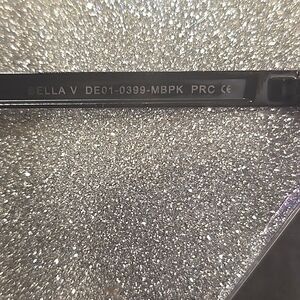 BELLA V DE01-0399-MBPK PRC CE